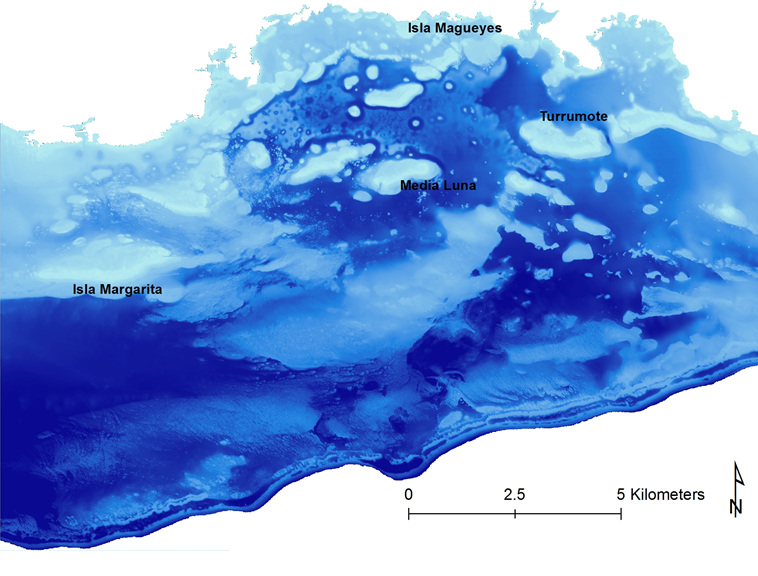 Isla Magueyes
Turrumote
Media Luna
Isla Margarita
0 2.5 5 Kilometers
N